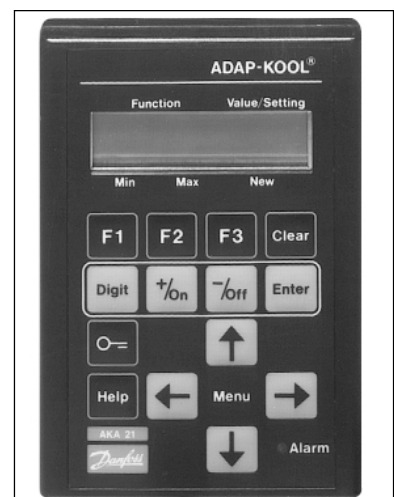 ADAP-KOOL®
Function Value/Setting
Min Max New
F1 F2 F3 Clear
Digit +/On -/Off Enter
Help Menu
AKA 21
Danfoss
Alarm